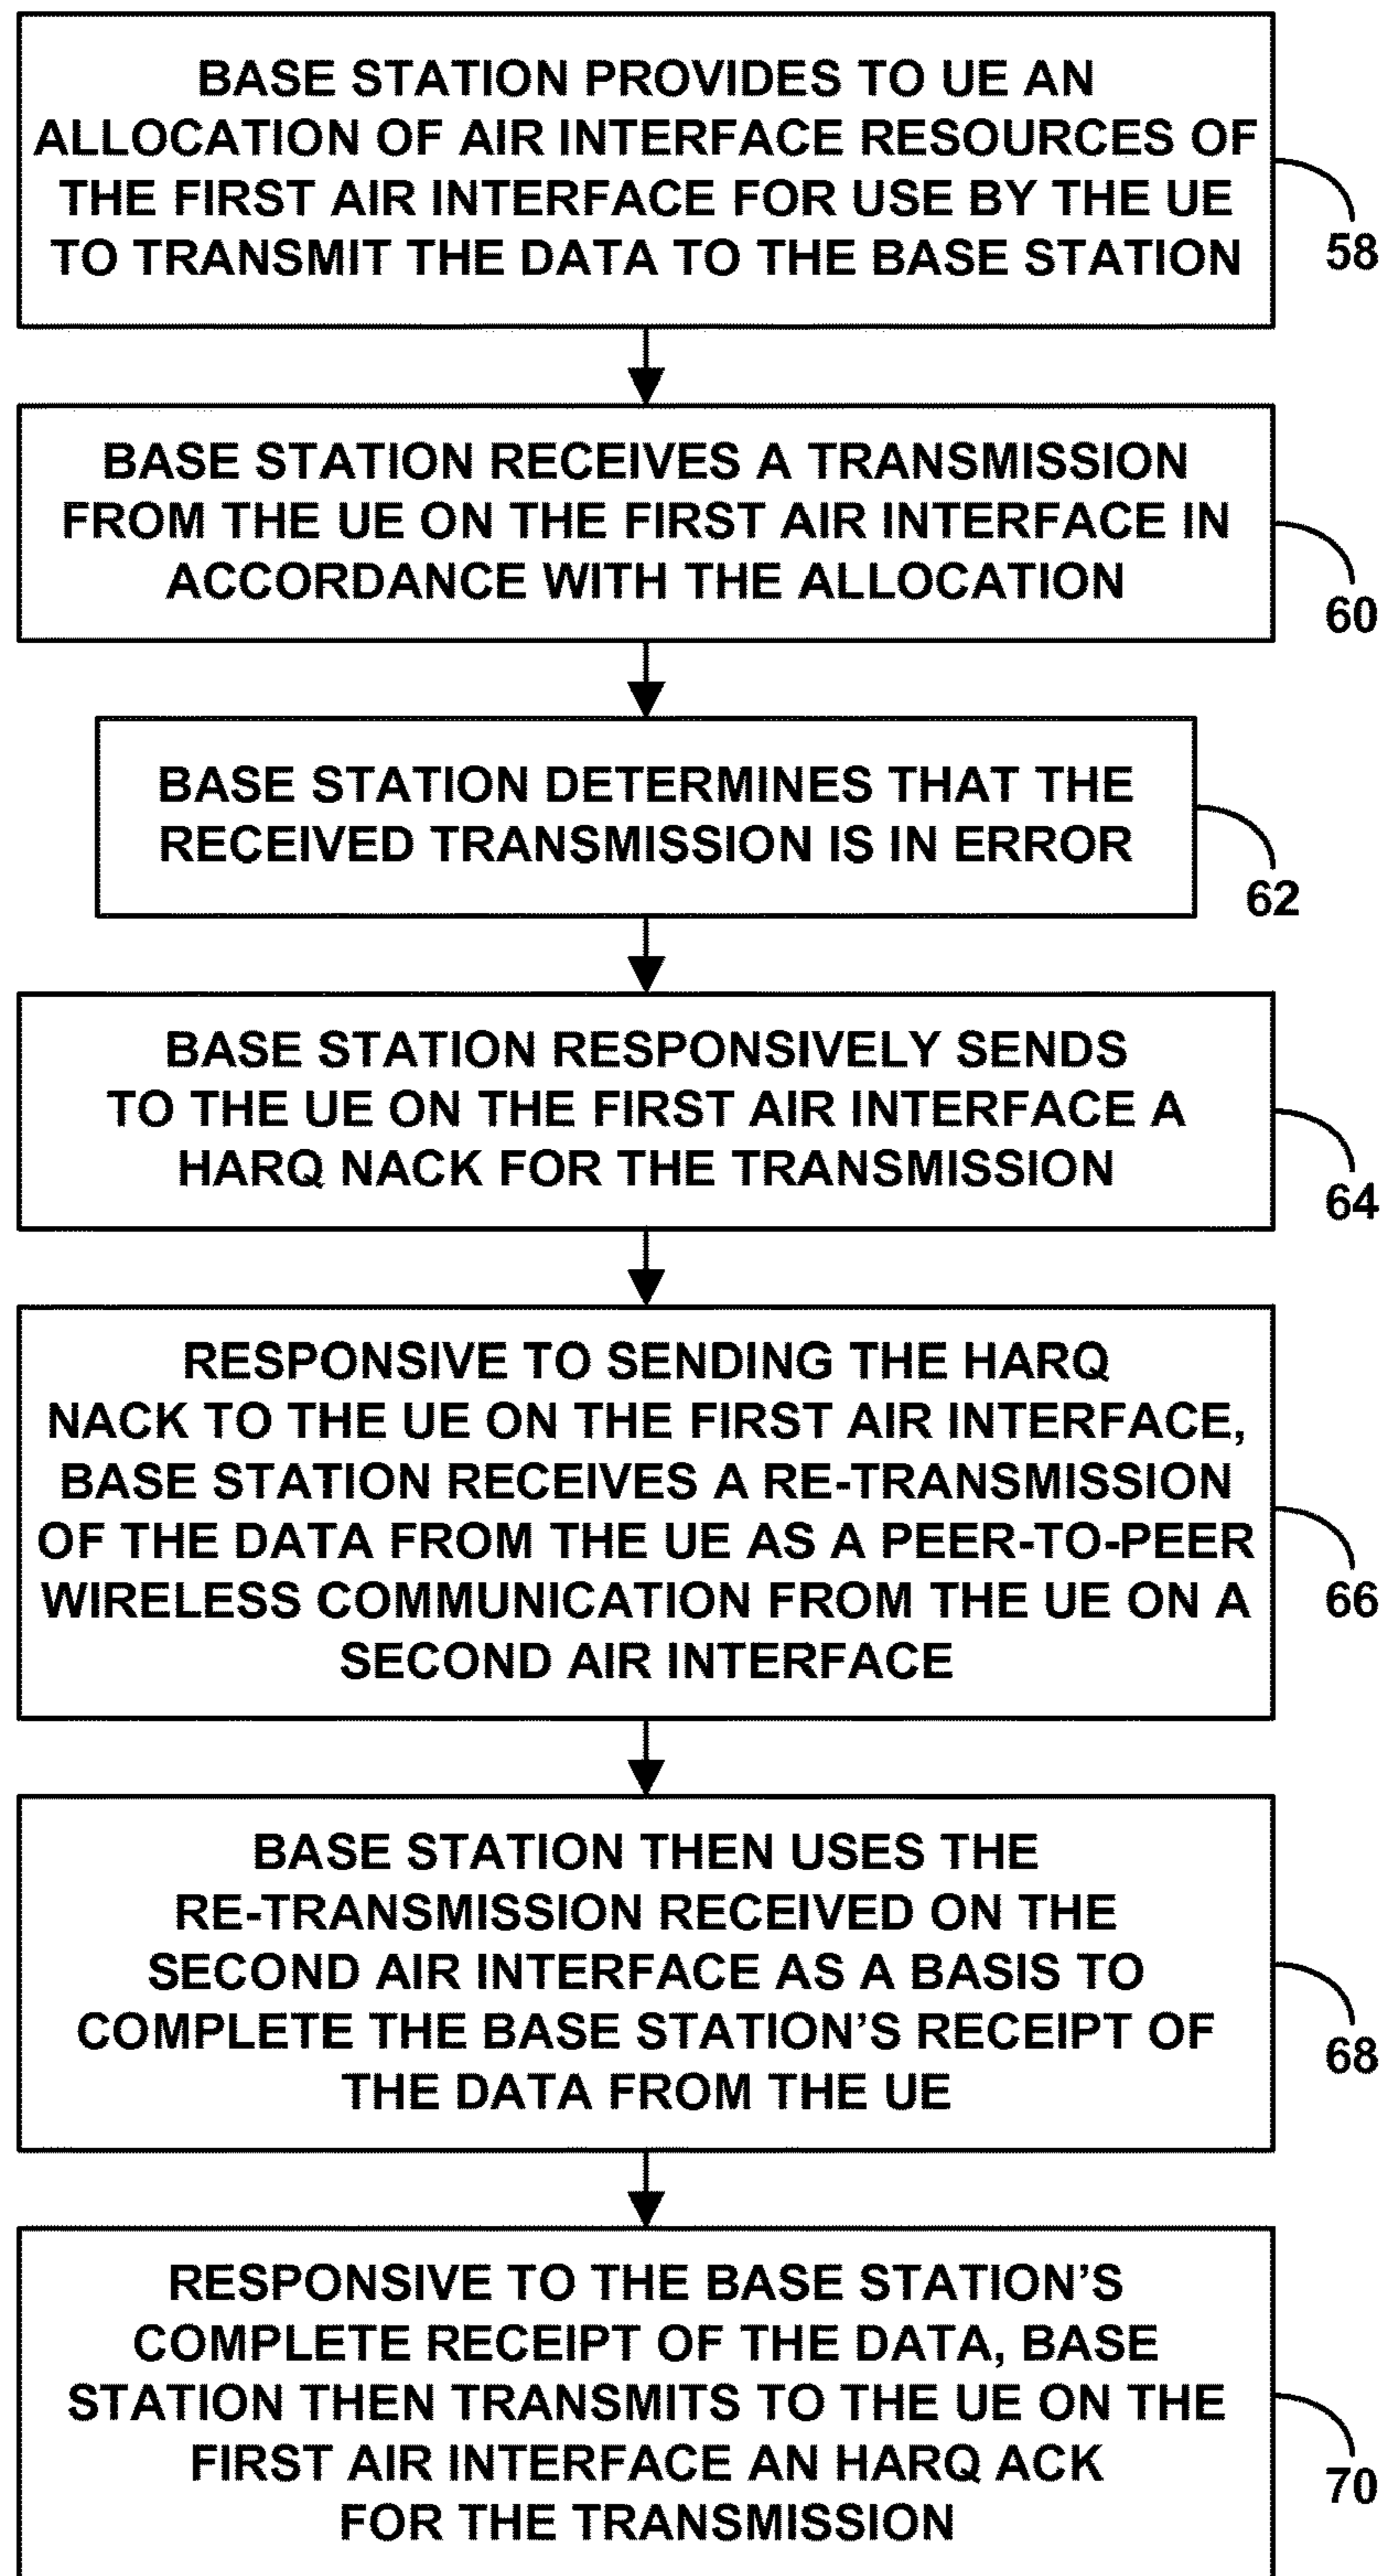 BASE STATION PROVIDES TO UE AN
ALLOCATION OF AIR INTERFACE RESOURCES OF
THE FIRST AIR INTERFACE FOR USE BY THE UE
TO TRANSMIT THE DATA TO THE BASE STATION
58
BASE STATION RECEIVES A TRANSMISSION
FROM THE UE ON THE FIRST AIR INTERFACE IN
ACCORDANCE WITH THE ALLOCATION
60
BASE STATION DETERMINES THAT THE
RECEIVED TRANSMISSION IS IN ERROR
62
BASE STATION RESPONSIVELY SENDS
TO THE UE ON THE FIRST AIR INTERFACE A
HARQ NACK FOR THE TRANSMISSION
64
RESPONSIVE TO SENDING THE HARQ
NACK TO THE UE ON THE FIRST AIR INTERFACE,
BASE STATION RECEIVES A RE-TRANSMISSION
OF THE DATA FROM THE UE AS A PEER-TO-PEER
WIRELESS COMMUNICATION FROM THE UE ON A
SECOND AIR INTERFACE
66
BASE STATION THEN USES THE
RE-TRANSMISSION RECEIVED ON THE
SECOND AIR INTERFACE AS A BASIS TO
COMPLETE THE BASE STATION’S RECEIPT OF
THE DATA FROM THE UE
68
RESPONSIVE TO THE BASE STATION’S
COMPLETE RECEIPT OF THE DATA, BASE
STATION THEN TRANSMITS TO THE UE ON THE
FIRST AIR INTERFACE AN HARQ ACK
FOR THE TRANSMISSION
70